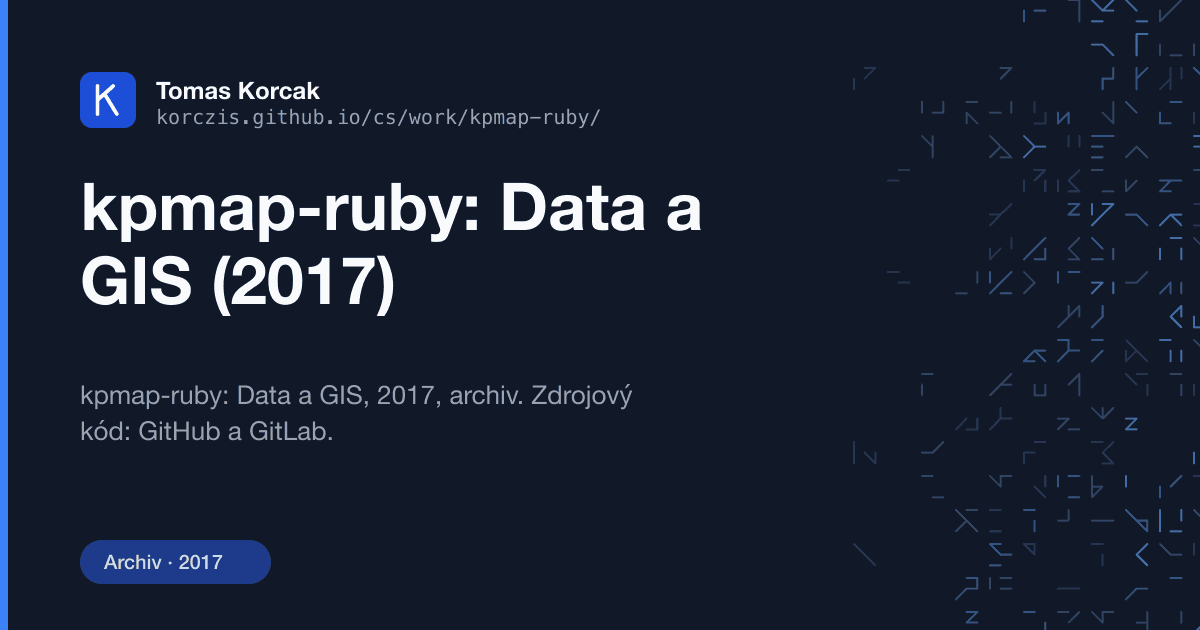 K
Tomas Korcak
korczis.github.io/cs/work/kpmap-ruby/
kpmap-ruby: Data a
GIS (2017)
kpmap-ruby: Data a GIS, 2017, archiv. Zdrojový
kód: GitHub a GitLab.
Archiv · 2017